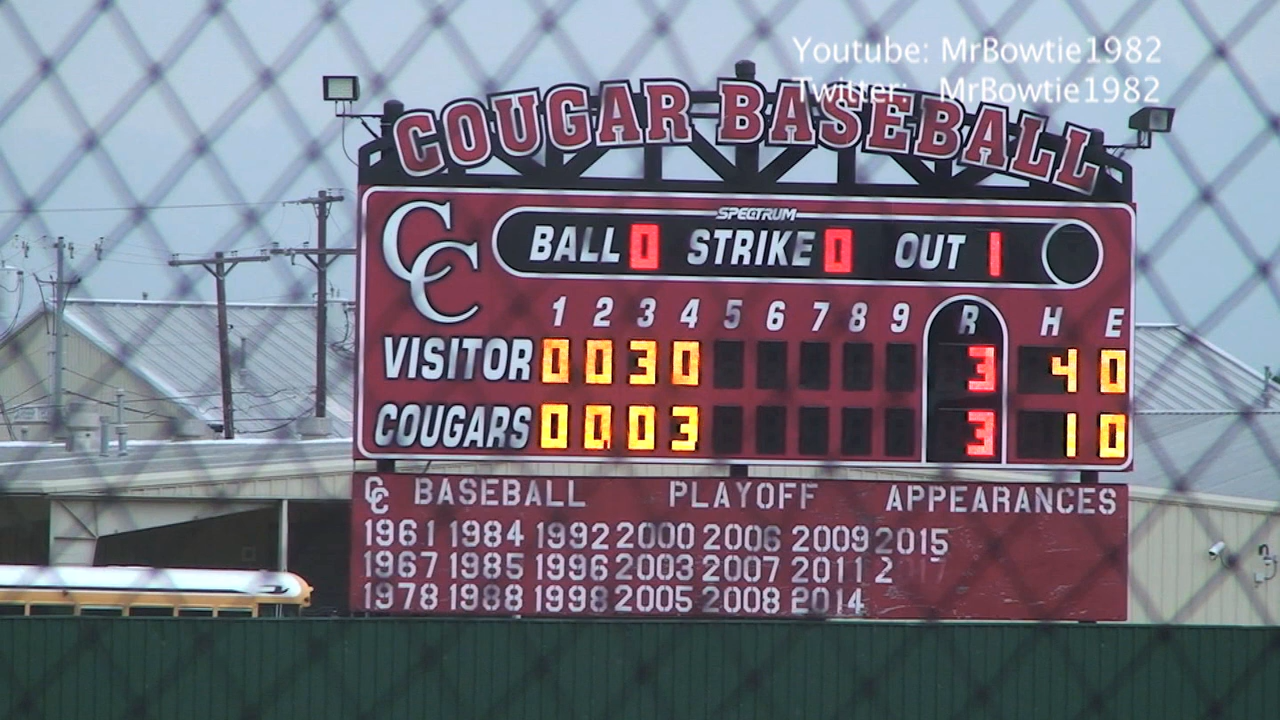 Youtube: MrBowtie1982
Twitter: MrBowtie1982
COUGAR BASEBALL
CC
SPECTRUM
BALL 0 STRIKE 0 OUT 1
1 2 3 4 5 6 7 8 9 R H E
VISITOR 0 0 3 0 3 4 0
COUGARS 0 0 0 3 3 1 0
CC BASEBALL PLAYOFF APPEARANCES
1961 1984 1992 2000 2006 2009 2015
1967 1985 1996 2003 2007 2011 2017
1978 1988 1998 2005 2008 2014